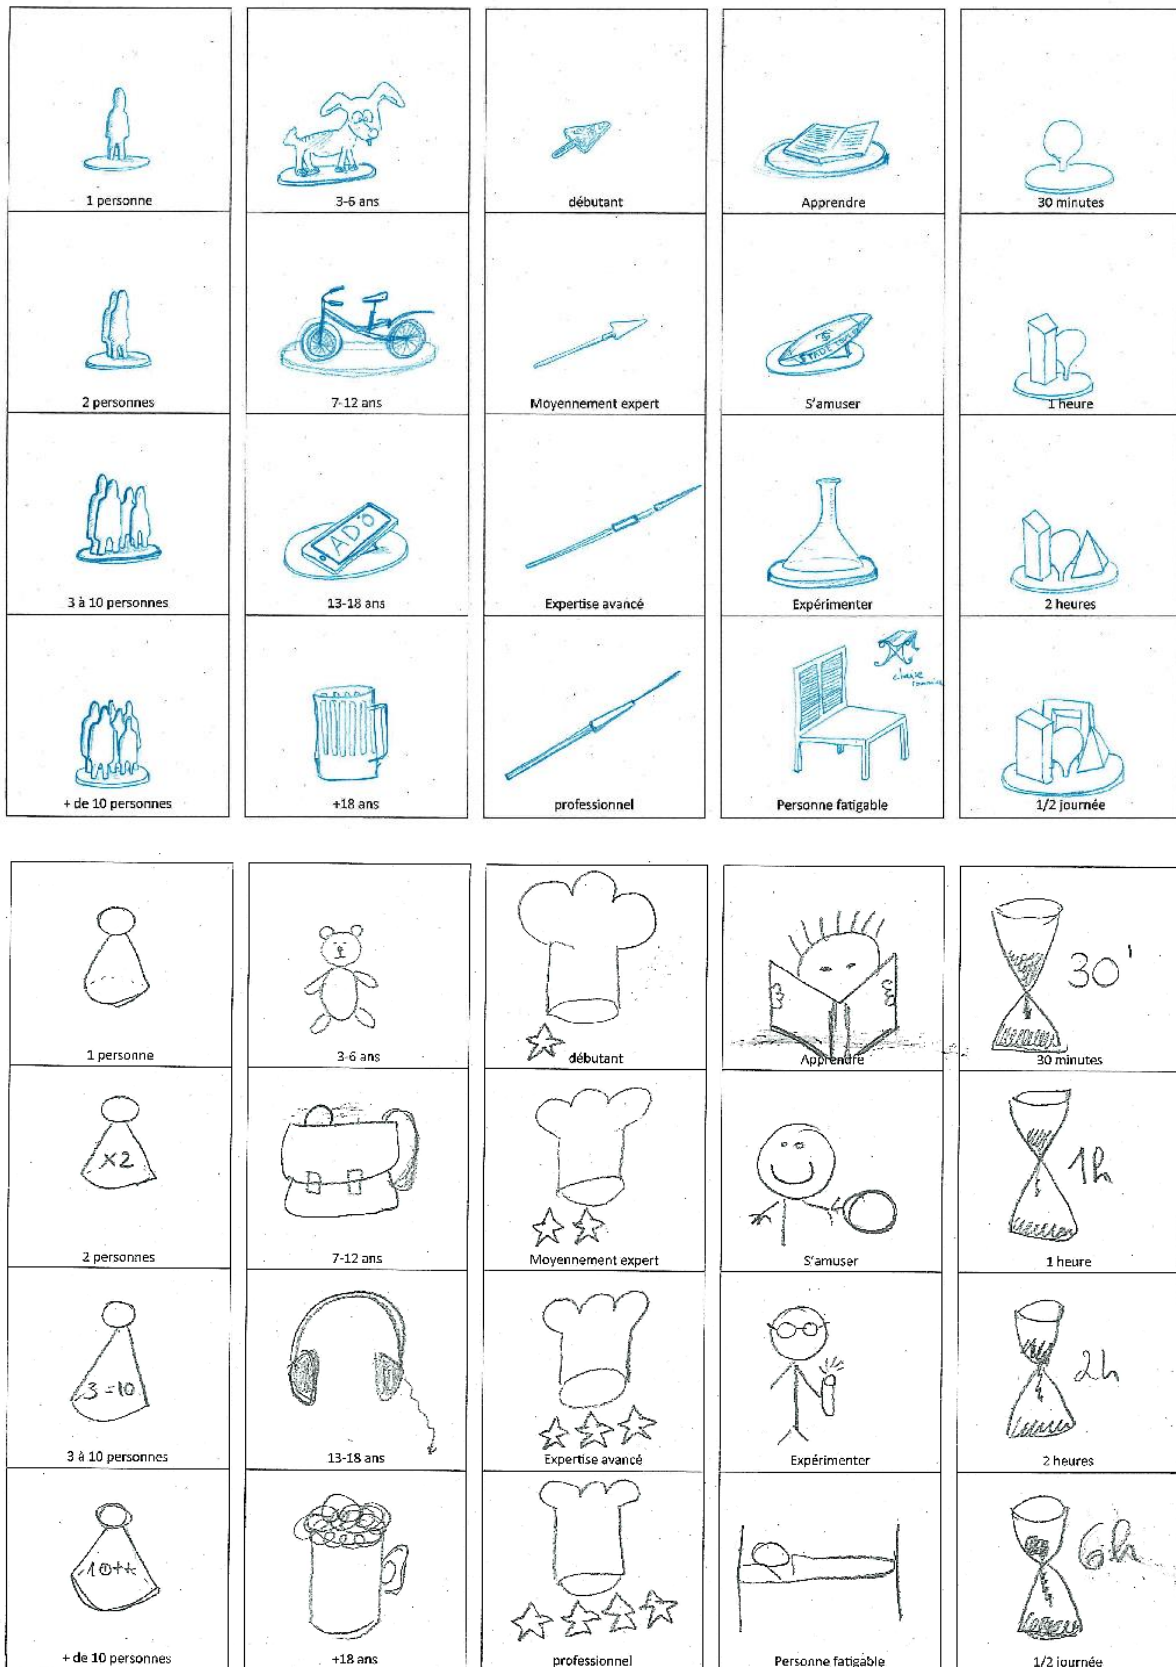 1 personne
3-6 ans
débutant
Apprendre
30 minutes
2 personnes
7-12 ans
Moyennement expert
STADE
S'amuser
1 heure
3 à 10 personnes
ADO
13-18 ans
Expertise avancé
Expérimenter
2 heures
chaise
+ de 10 personnes
+18 ans
professionnel
Personne fatigable
1/2 journée
1 personne
3-6 ans
débutant
Apprendre
30'
30 minutes
X2
2 personnes
7-12 ans
Moyennement expert
S'amuser
1h
1 heure
3-10
3 à 10 personnes
13-18 ans
Expertise avancé
Expérimenter
2h
2 heures
10++
+ de 10 personnes
+18 ans
professionnel
Personne fatigable
6h
1/2 journée